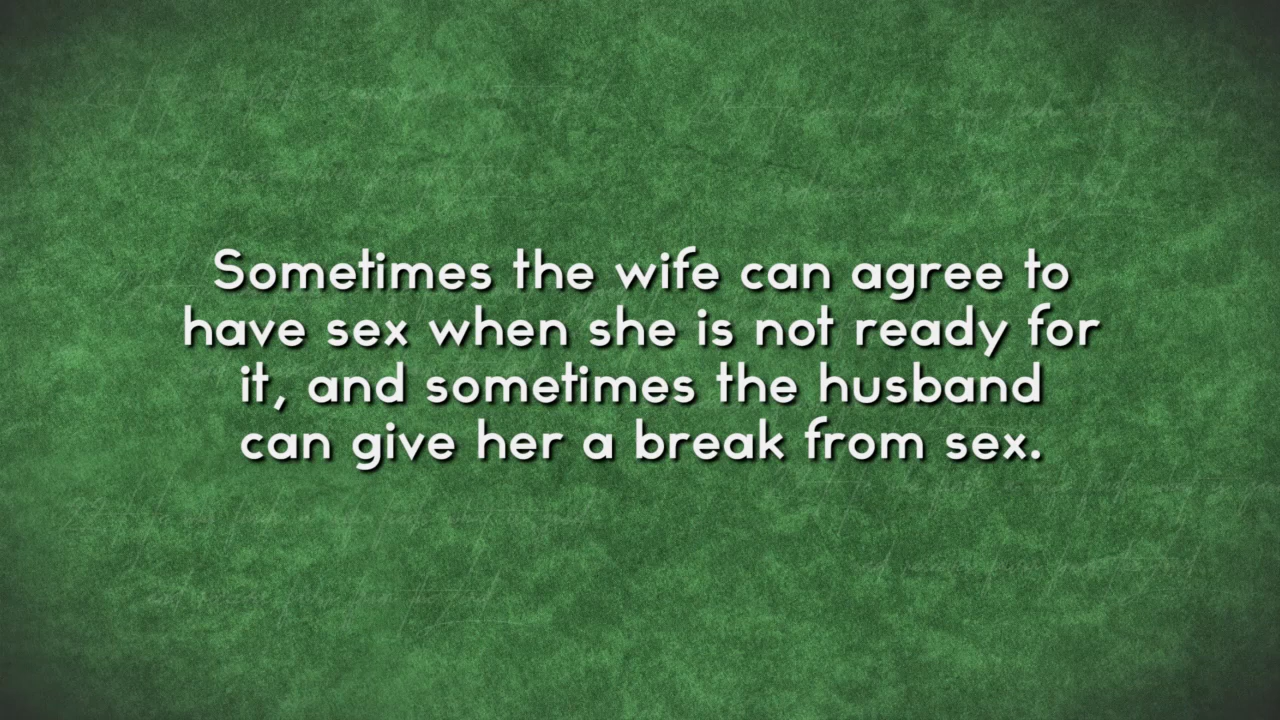 Sometimes the wife can agree to
have sex when she is not ready for
it, and sometimes the husband
can give her a break from sex.